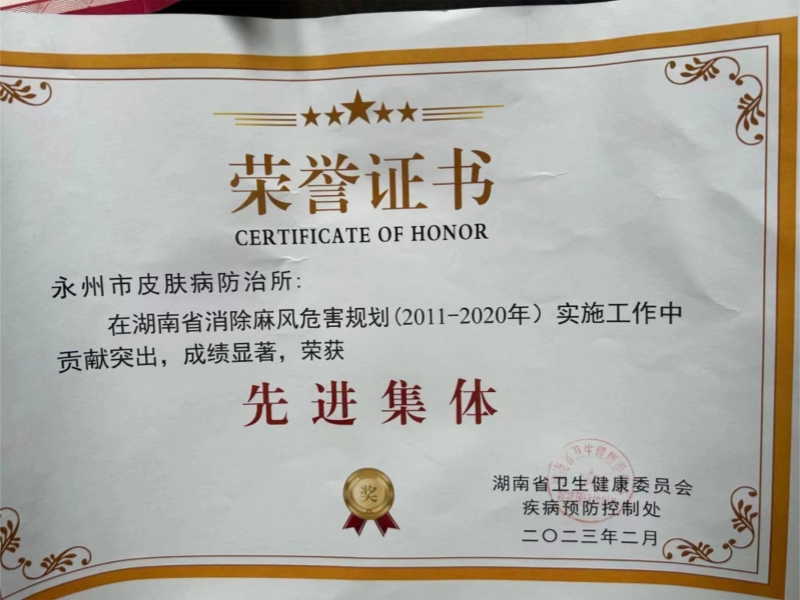 荣誉证书
CERTIFICATE OF HONOR
永州市皮肤病防治所:
在湖南省消除麻风危害规划(2011-2020年）实施工作中
贡献突出，成绩显著，荣获
先进集体
奖
湖南省卫生健康委员会
疾病预防控制处
二〇二三年二月